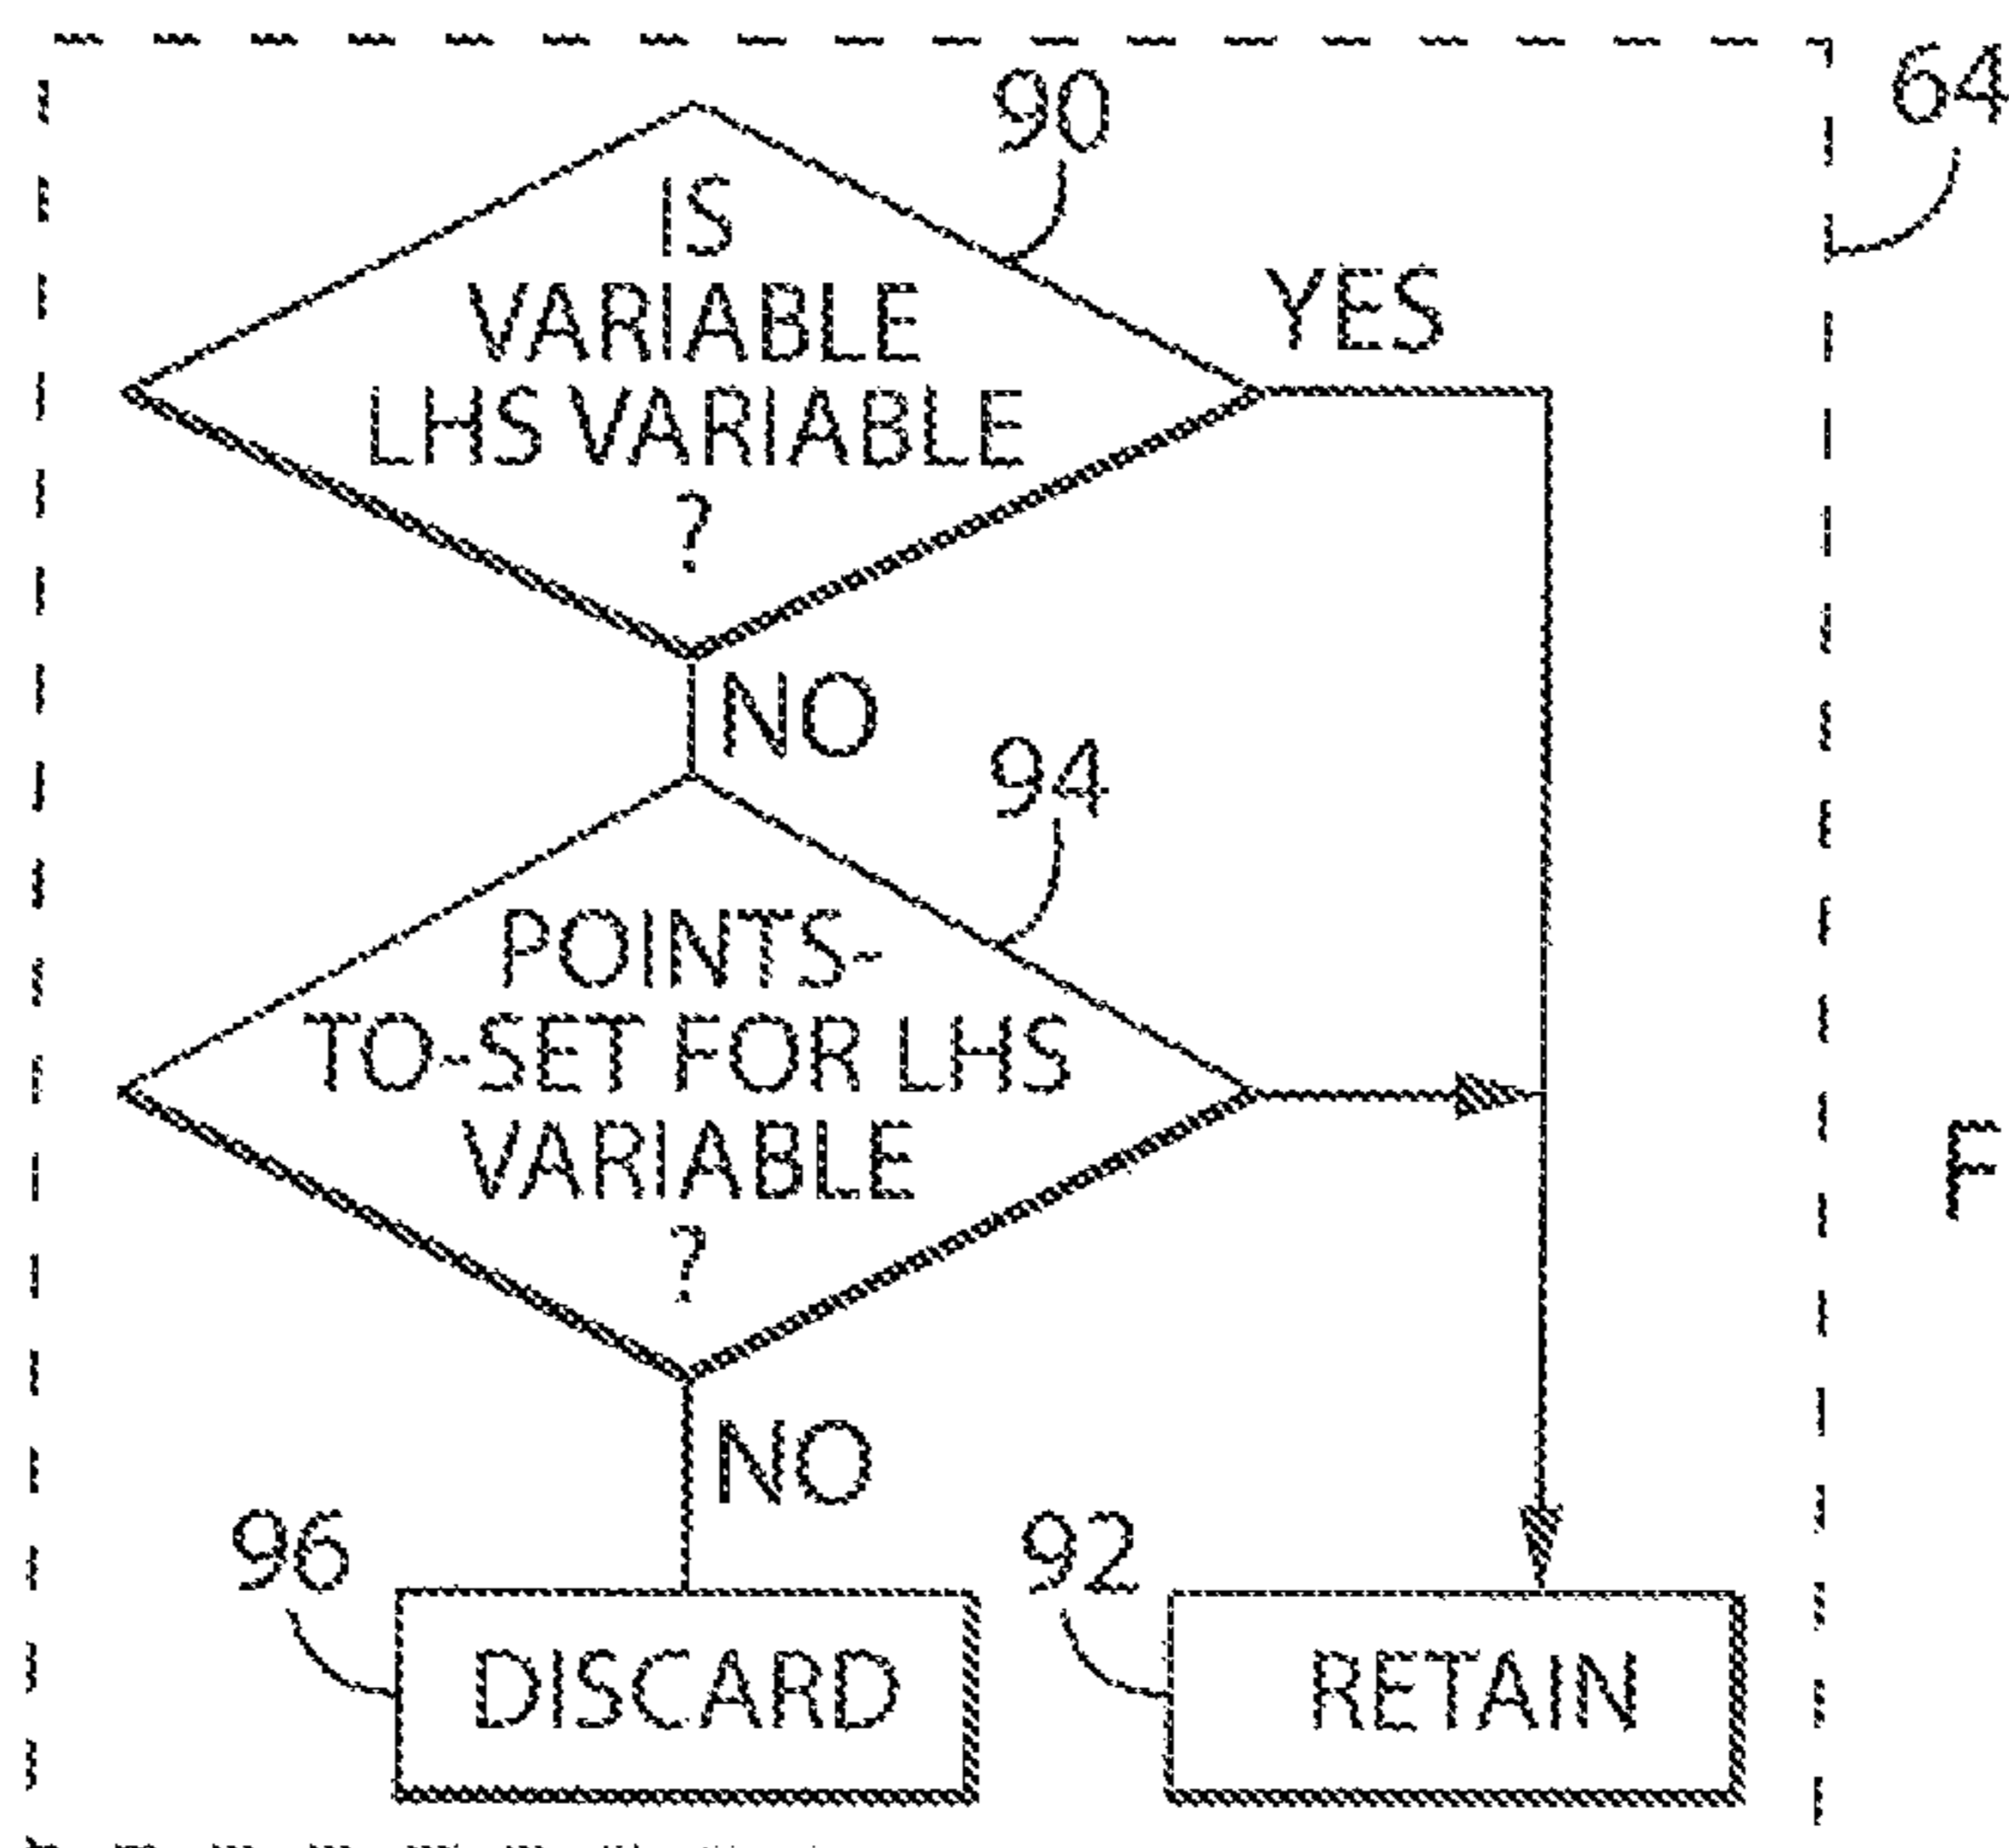 90
64
IS
VARIABLE
LHS VARIABLE
?
YES
NO
94
POINTS-
TO-SET FOR LHS
VARIABLE
?
F
NO
96
92
DISCARD
RETAIN